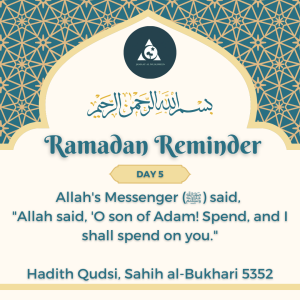 بسم الله الرحمن الرحيم
Ramadan Reminder
DAY 5
Allah's Messenger (ﷺ) said,
"Allah said, 'O son of Adam! Spend, and I
shall spend on you."
Hadith Qudsi, Sahih al-Bukhari 5352